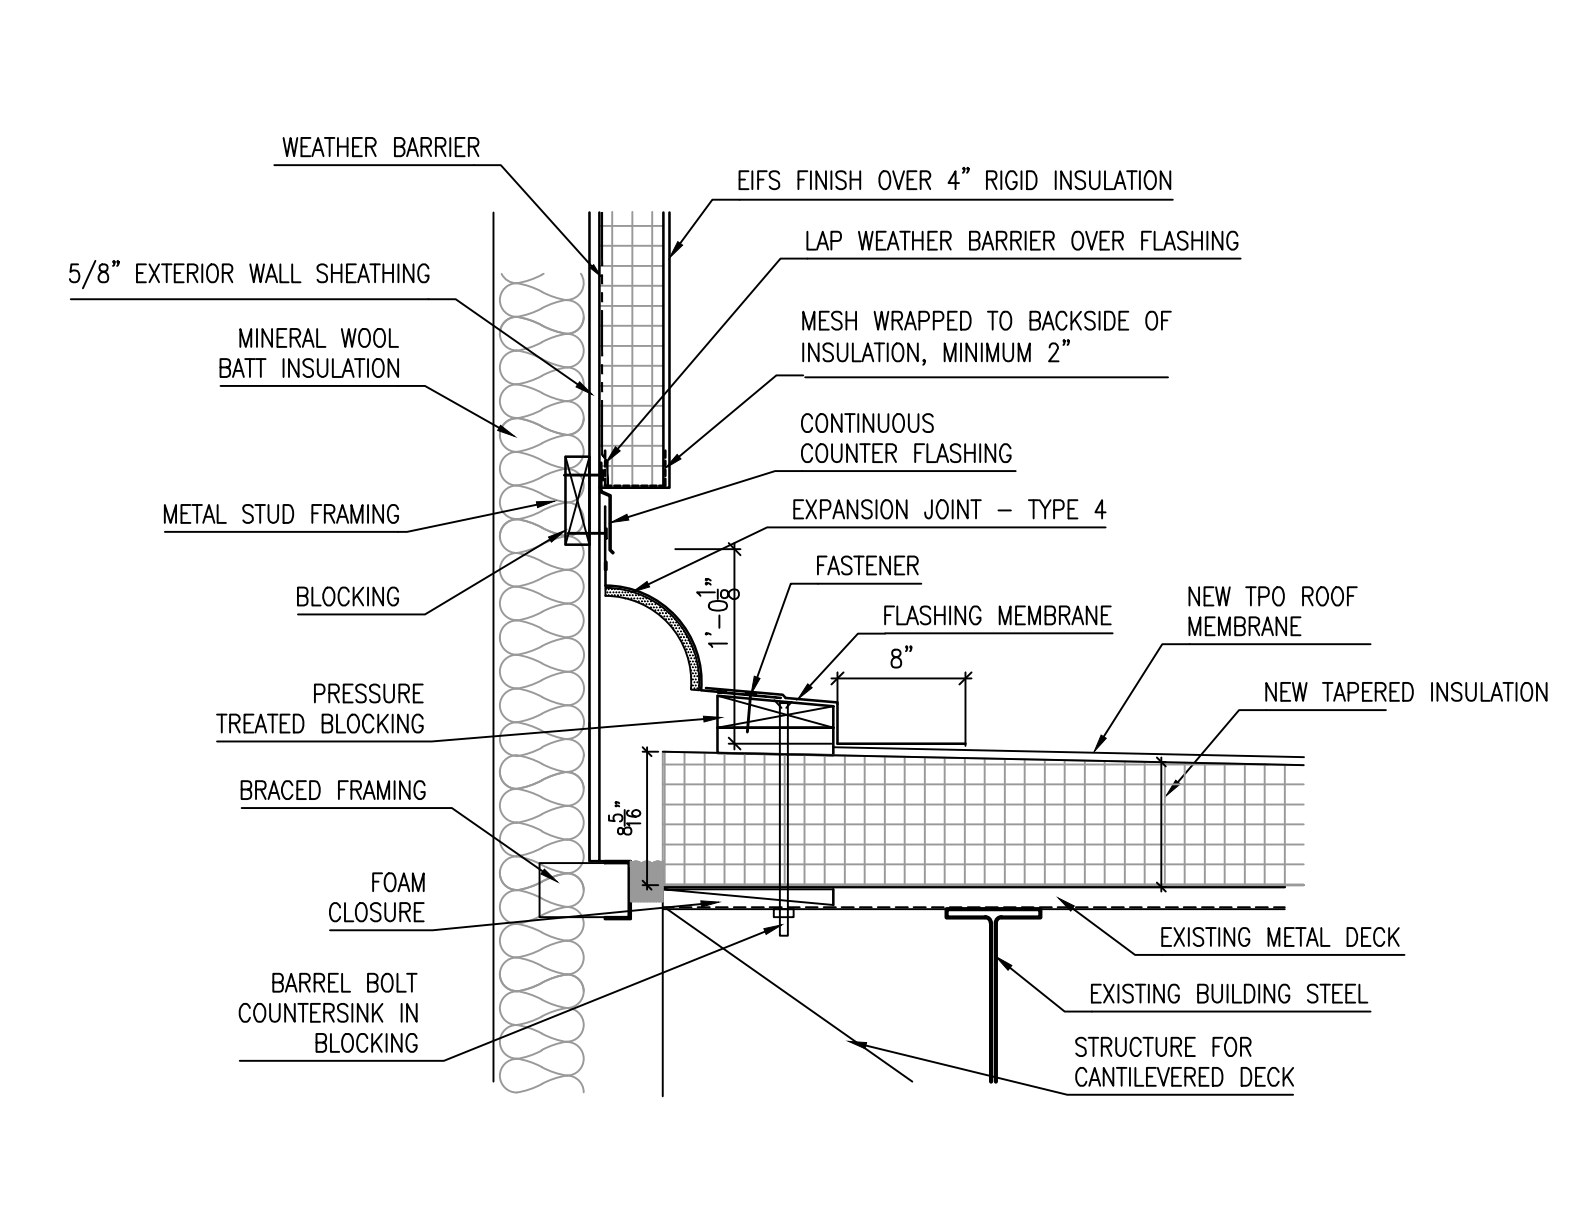 WEATHER BARRIER
EIFS FINISH OVER 4” RIGID INSULATION
LAP WEATHER BARRIER OVER FLASHING
5/8” EXTERIOR WALL SHEATHING
MESH WRAPPED TO BACKSIDE OF
INSULATION, MINIMUM 2”
MINERAL WOOL
BATT INSULATION
CONTINUOUS
COUNTER FLASHING
METAL STUD FRAMING
EXPANSION JOINT – TYPE 4
FASTENER
BLOCKING
1'-0 1/8”
FLASHING MEMBRANE
NEW TPO ROOF
MEMBRANE
8”
NEW TAPERED INSULATION
PRESSURE
TREATED BLOCKING
BRACED FRAMING
8 5/16”
FOAM
CLOSURE
EXISTING METAL DECK
BARREL BOLT
COUNTERSINK IN
BLOCKING
EXISTING BUILDING STEEL
STRUCTURE FOR
CANTILEVERED DECK